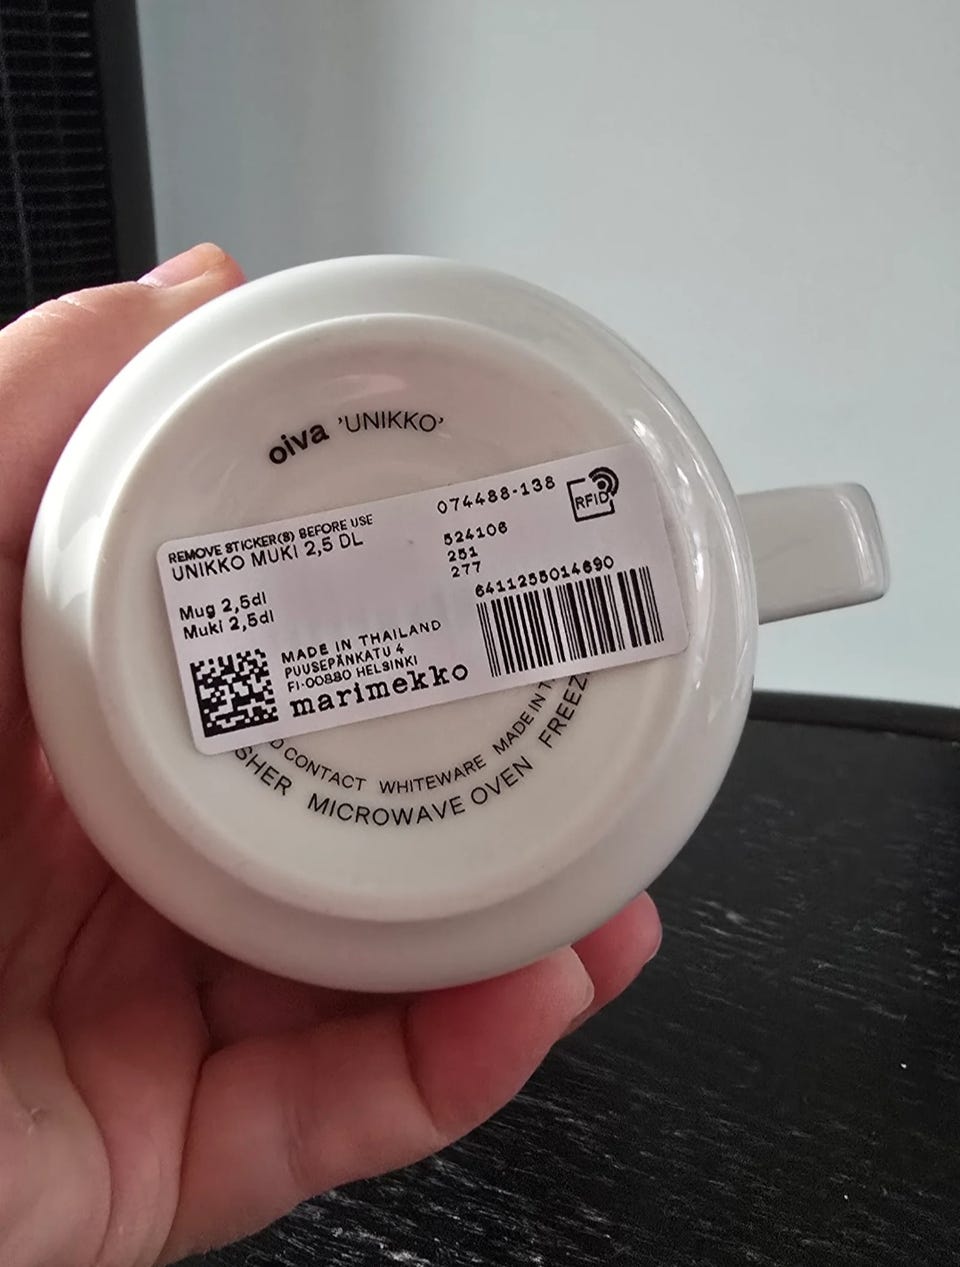 oiva 'UNIKKO'
REMOVE STICKER(S) BEFORE USE
UNIKKO MUKI 2,5 DL
074488-138
RFID
524106
251
277
Mug 2,5dl
Muki 2,5dl
6411255014690
MADE IN THAILAND
PUUSEPÄNKATU 4
FI-00880 HELSINKI
marimekko
D CONTACT WHITEWARE MADE IN T
SHER MICROWAVE OVEN FREEZ